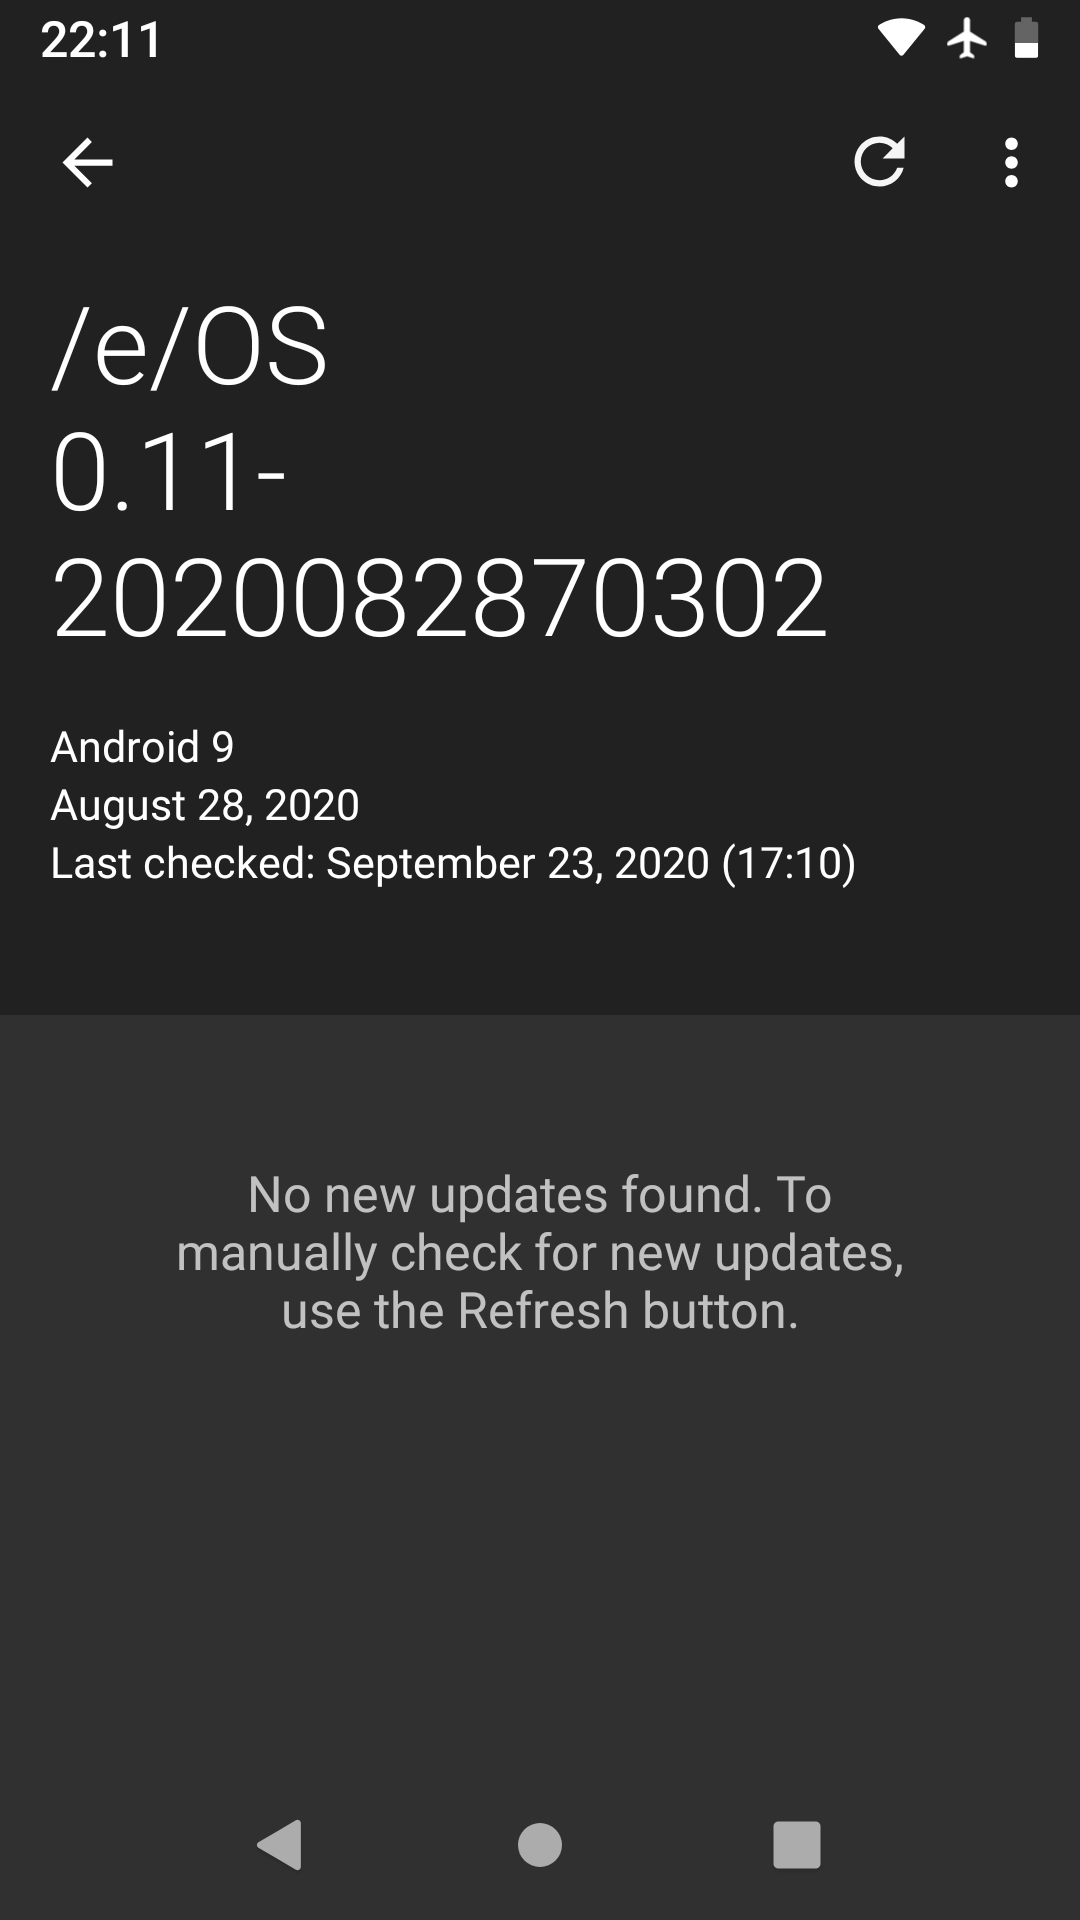 22:11
/e/OS
0.11-
2020082870302
Android 9
August 28, 2020
Last checked: September 23, 2020 (17:10)
No new updates found. To
manually check for new updates,
use the Refresh button.